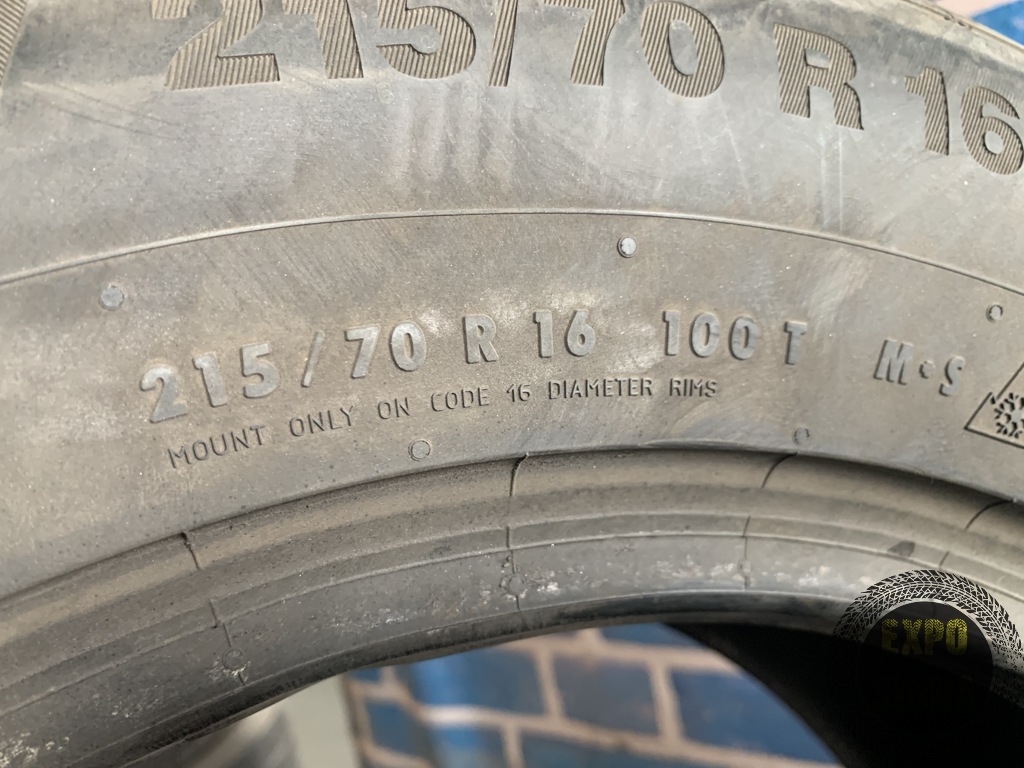 215/70 R 16
215/70 R 16 100 T M·S
MOUNT ONLY ON CODE 16 DIAMETER RIMS
EXPO